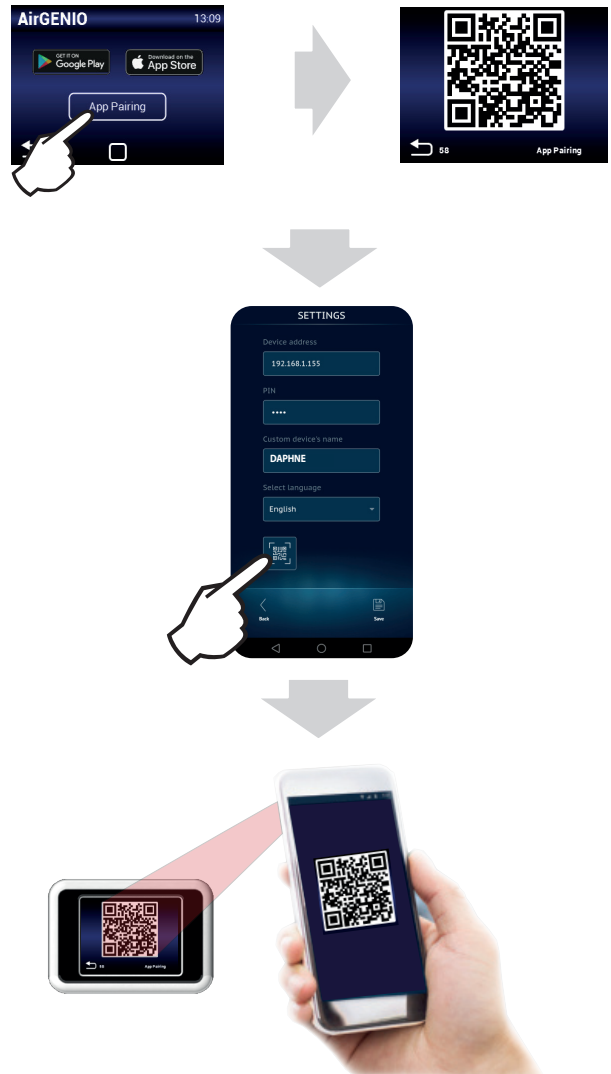 AirGENIO 13:09
GET IT ON
Google Play
Download on the
App Store
App Pairing
58 App Pairing
SETTINGS
Device address
192.168.1.155
PIN
••••
Custom device's name
DAPHNE
Select language
English
Back Save
58 App Pairing